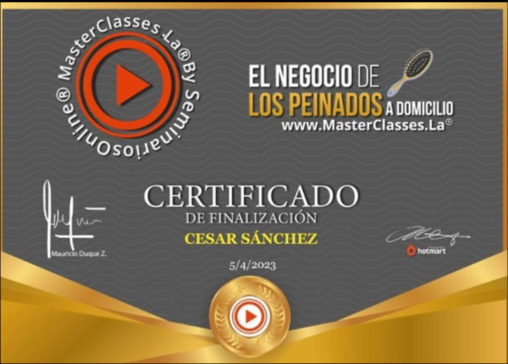 MasterClasses.La® By SeminariosOnline®
EL NEGOCIO DE
LOS PEINADOS A DOMICILIO
www.MasterClasses.La®
CERTIFICADO
DE FINALIZACIÓN
CESAR SÁNCHEZ
Mauricio Duque Z.
hotmart
5/4/2023